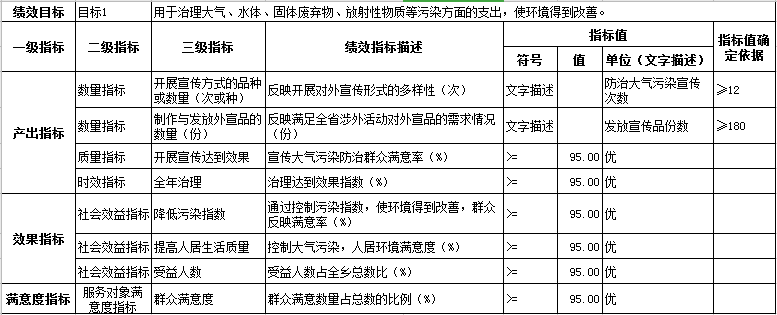 绩效目标 目标1 用于治理大气、水体、固体废弃物、放射性物质等污染方面的支出，使环境得到改善。
一级指标 二级指标 三级指标 绩效指标描述 指标值 指标值确定依据
符号 值 单位（文字描述）
产出指标 数量指标 开展宣传方式的品种或数量（次或种） 反映开展对外宣传形式的多样性（次） 文字描述 防治大气污染宣传次数 ≥12
数量指标 制作与发放外宣品的数量（份） 反映满足全省涉外活动对外宣品的需求情况（份） 文字描述 发放宣传品份数 ≥180
质量指标 开展宣传达到效果 宣传大气污染防治群众满意率（%） >= 95.00 优
时效指标 全年治理 治理达到效果指数（%） >= 95.00 优
效果指标 社会效益指标 降低污染指数 通过控制污染指数，使环境得到改善，群众反映满意率（%） >= 95.00 优
社会效益指标 提高人居生活质量 控制大气污染，人居环境满意度（%） >= 95.00 优
社会效益指标 受益人数 受益人数占全乡总数比（%） >= 95.00 优
满意度指标 服务对象满意度指标 群众满意度 群众满意数量占总数的比例（%） >= 95.00 优